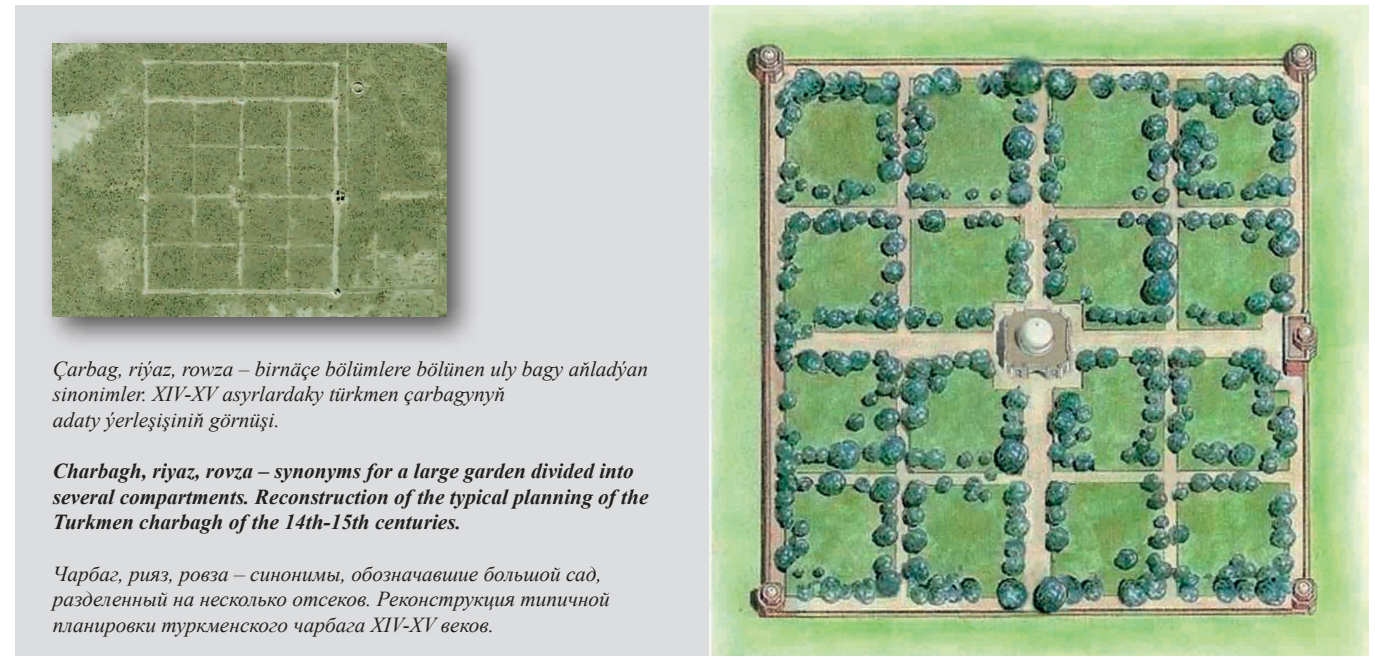 Çarbag, riýaz, rowza – birnäçe bölümlere bölünen uly bagy aňladýan
sinonimler. XIV-XV asyrlardaky türkmen çarbagynyň
adaty ýerleşişiniň görnüşi.
Charbagh, riyaz, rovza – synonyms for a large garden divided into
several compartments. Reconstruction of the typical planning of the
Turkmen charbagh of the 14th-15th centuries.
Чарбаг, рияз, ровза – синонимы, обозначавшие большой сад,
разделенный на несколько отсеков. Реконструкция типичной
планировки туркменского чарбага XIV-XV веков.